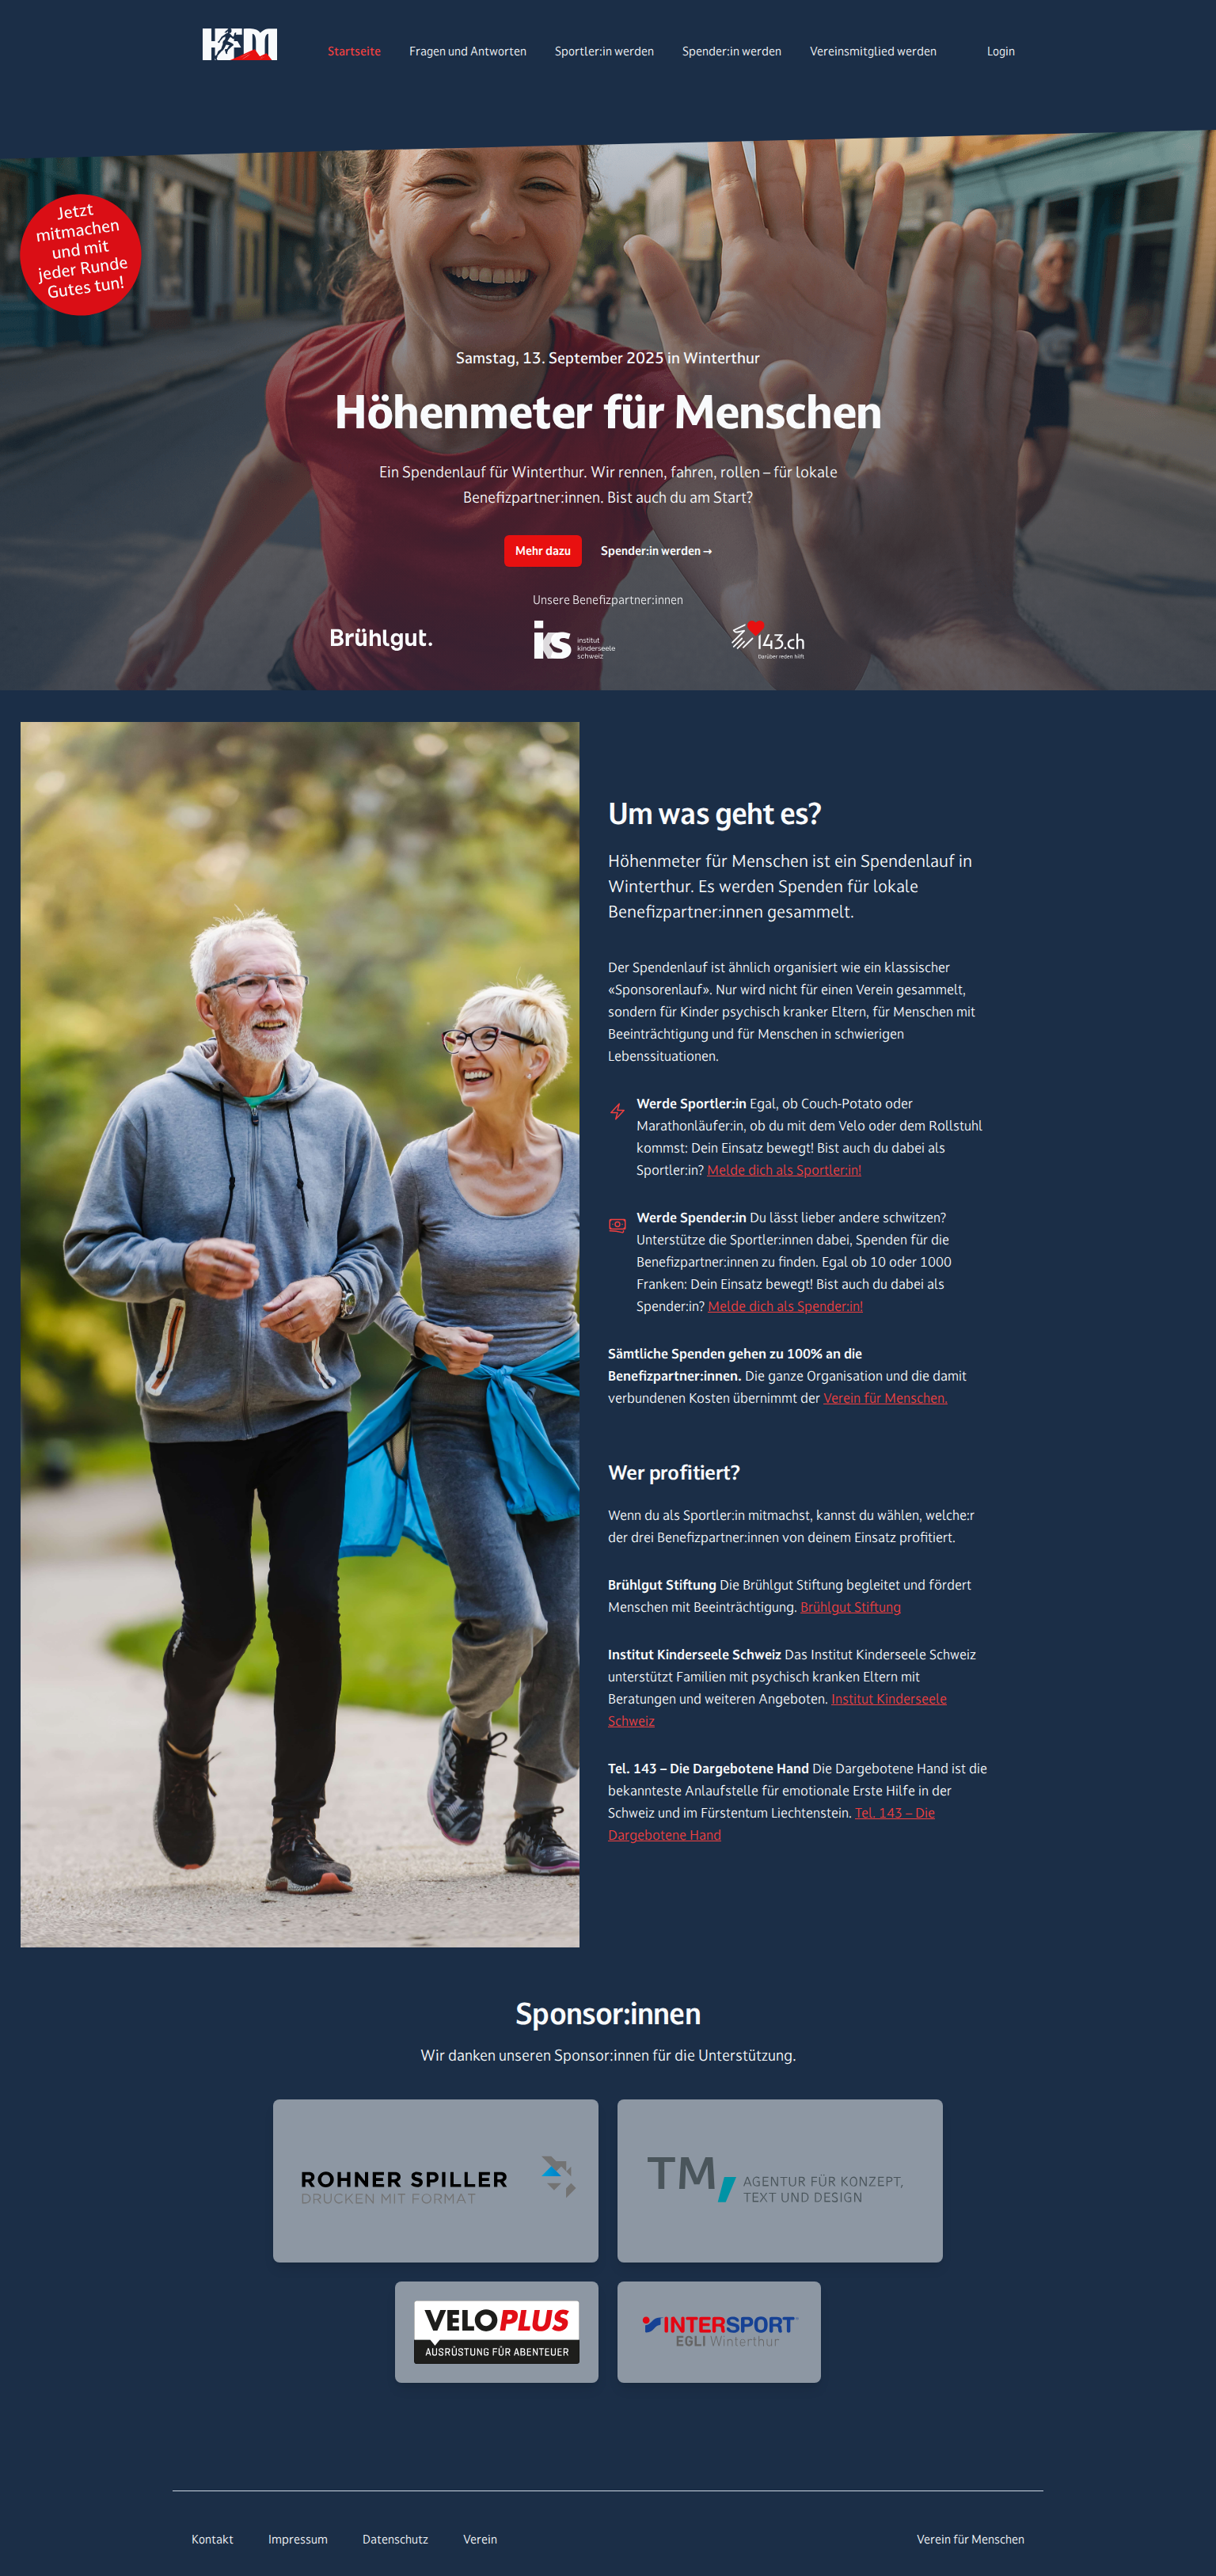 HFM
Startseite
Fragen und Antworten
Sportler:in werden
Spender:in werden
Vereinsmitglied werden
Login
Jetzt
mitmachen
und mit
jeder Runde
Gutes tun!
Samstag, 13. September 2025 in Winterthur
Höhenmeter für Menschen
Ein Spendenlauf für Winterthur. Wir rennen, fahren, rollen – für lokale
Benefizpartner:innen. Bist auch du am Start?
Mehr dazu
Spender:in werden →
Unsere Benefizpartner:innen
Brühlgut.
iks
institut
kinderseele
schweiz
143.ch
Darüber reden hilft
Um was geht es?
Höhenmeter für Menschen ist ein Spendenlauf in
Winterthur. Es werden Spenden für lokale
Benefizpartner:innen gesammelt.
Der Spendenlauf ist ähnlich organisiert wie ein klassischer
«Sponsorenlauf». Nur wird nicht für einen Verein gesammelt,
sondern für Kinder psychisch kranker Eltern, für Menschen mit
Beeinträchtigung und für Menschen in schwierigen
Lebenssituationen.
Werde Sportler:in Egal, ob Couch-Potato oder
Marathonläufer:in, ob du mit dem Velo oder dem Rollstuhl
kommst: Dein Einsatz bewegt! Bist auch du dabei als
Sportler:in? Melde dich als Sportler:in!
Werde Spender:in Du lässt lieber andere schwitzen?
Unterstütze die Sportler:innen dabei, Spenden für die
Benefizpartner:innen zu finden. Egal ob 10 oder 1000
Franken: Dein Einsatz bewegt! Bist auch du dabei als
Spender:in? Melde dich als Spender:in!
Sämtliche Spenden gehen zu 100% an die
Benefizpartner:innen. Die ganze Organisation und die damit
verbundenen Kosten übernimmt der Verein für Menschen.
Wer profitiert?
Wenn du als Sportler:in mitmachst, kannst du wählen, welche:r
der drei Benefizpartner:innen von deinem Einsatz profitiert.
Brühlgut Stiftung Die Brühlgut Stiftung begleitet und fördert
Menschen mit Beeinträchtigung. Brühlgut Stiftung
Institut Kinderseele Schweiz Das Institut Kinderseele Schweiz
unterstützt Familien mit psychisch kranken Eltern mit
Beratungen und weiteren Angeboten. Institut Kinderseele
Schweiz
Tel. 143 – Die Dargebotene Hand Die Dargebotene Hand ist die
bekannteste Anlaufstelle für emotionale Erste Hilfe in der
Schweiz und im Fürstentum Liechtenstein. Tel. 143 – Die
Dargebotene Hand
Sponsor:innen
Wir danken unseren Sponsor:innen für die Unterstützung.
ROHNER SPILLER
DRUCKEN MIT FORMAT
TM,
AGENTUR FÜR KONZEPT,
TEXT UND DESIGN
VELOPLUS
AUSRÜSTUNG FÜR ABENTEUER
INTERSPORT
EGLI Winterthur
Kontakt
Impressum
Datenschutz
Verein
Verein für Menschen